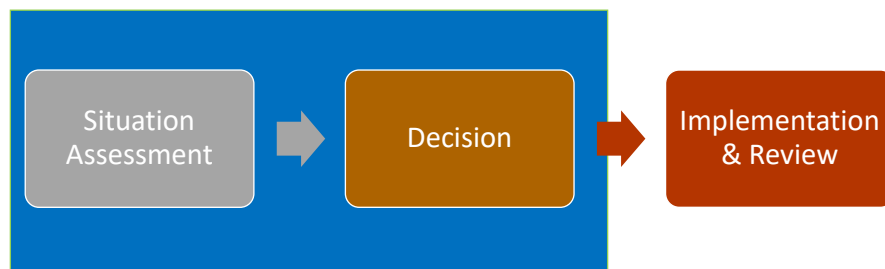 Situation
Assessment
Decision
Implementation
& Review